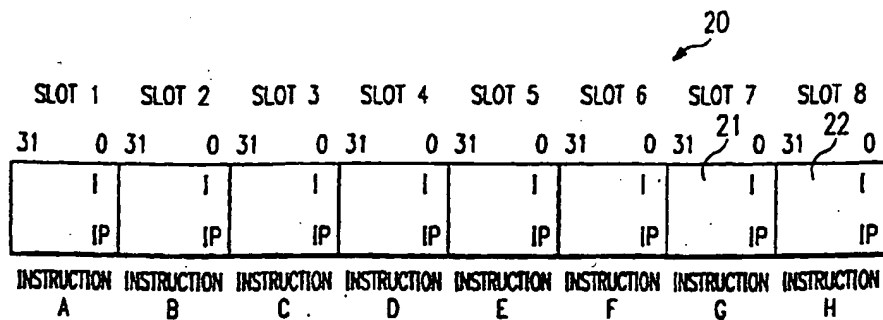 20
SLOT 1 SLOT 2 SLOT 3 SLOT 4 SLOT 5 SLOT 6 SLOT 7 SLOT 8
31 0 31 0 31 0 31 0 31 0 31 0 31 21 0 31 22 0
I I I I I I I I
IP IP IP IP IP IP IP IP
INSTRUCTION INSTRUCTION INSTRUCTION INSTRUCTION INSTRUCTION INSTRUCTION INSTRUCTION INSTRUCTION
A B C D E F G H